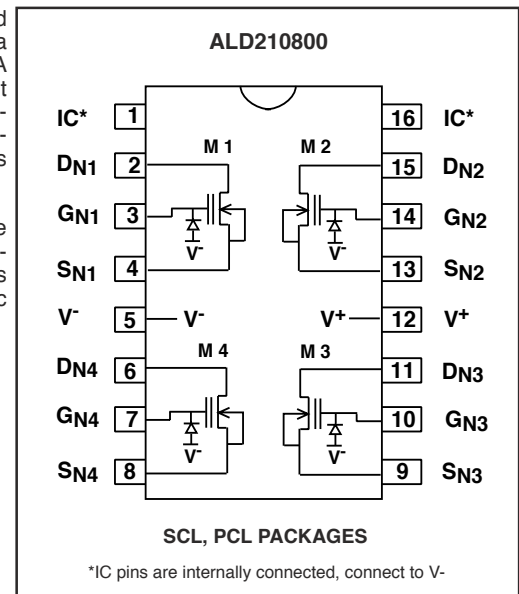 d
a
A
t
-
-
s
e
-
s
c
ALD210800
IC* 1 16 IC*
M 1 M 2
DN1 2 15 DN2
GN1 3 14 GN2
V- V-
SN1 4 13 SN2
V- 5 V- V+ 12 V+
M 4 M 3
DN4 6 11 DN3
GN4 7 10 GN3
V- V-
SN4 8 9 SN3
SCL, PCL PACKAGES
*IC pins are internally connected, connect to V-